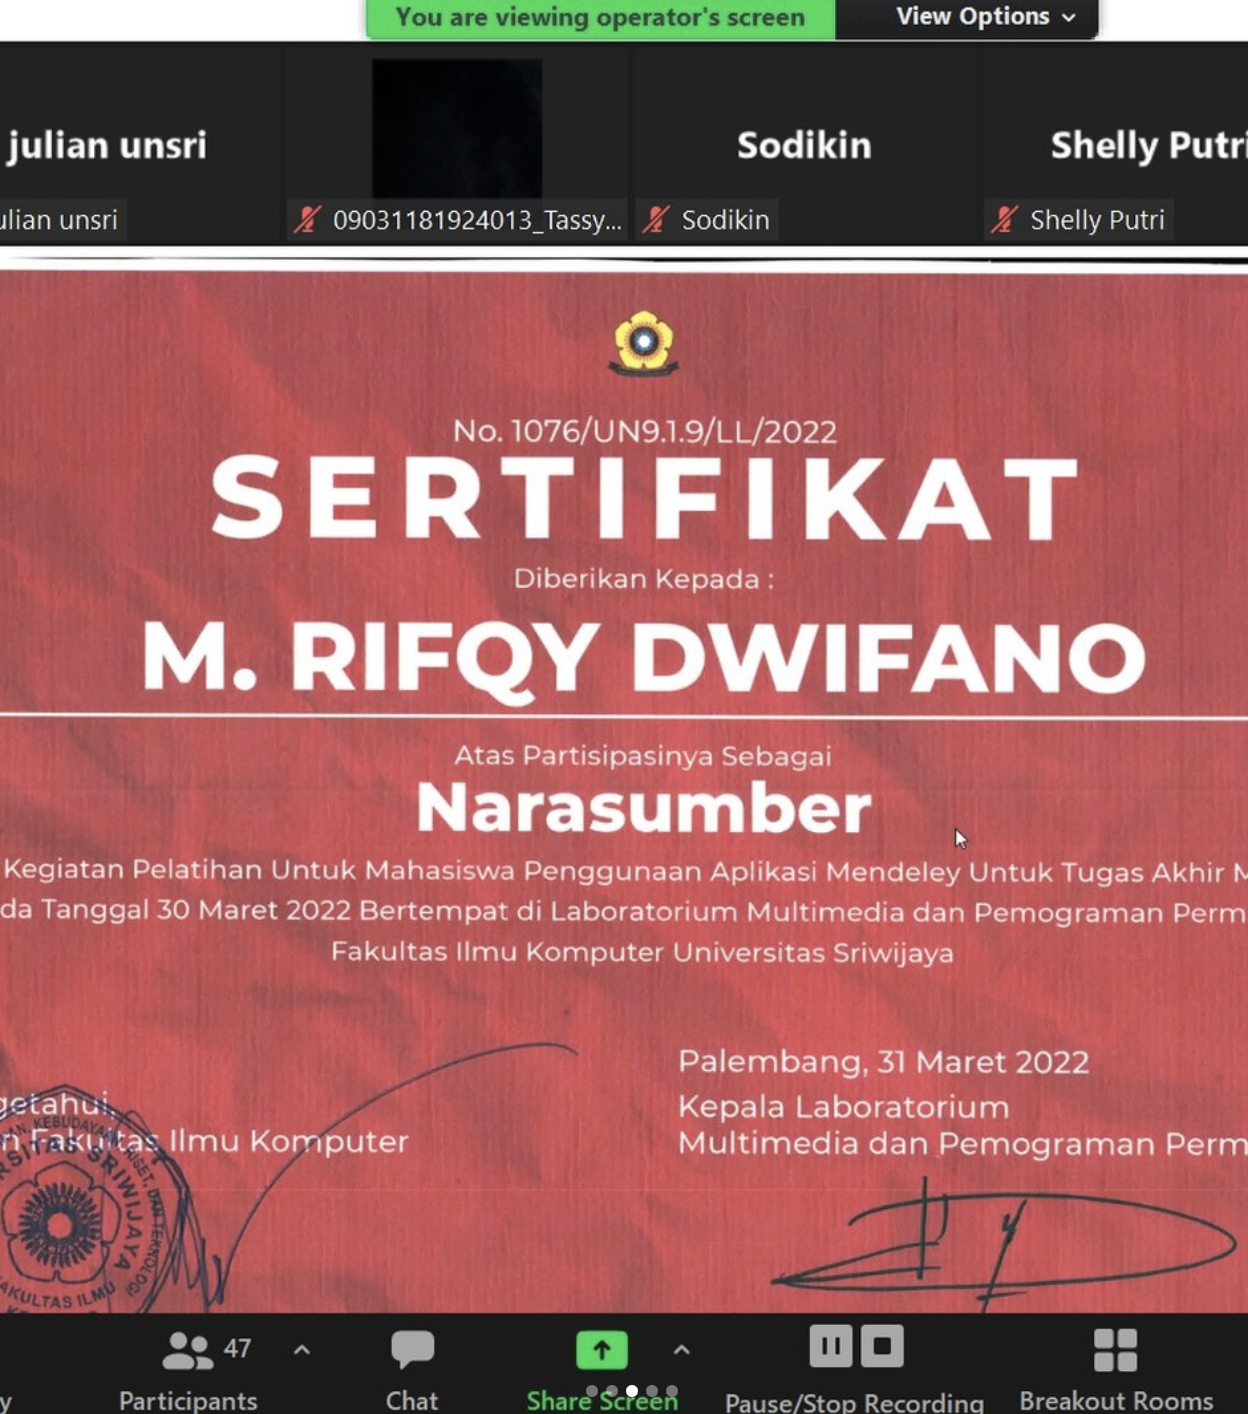 You are viewing operator's screen
View Options
julian unsri
Sodikin
Shelly Putri
ulian unsri
09031181924013_Tassy...
Sodikin
Shelly Putri
No. 1076/UN9.1.9/LL/2022
SERTIFIKAT
Diberikan Kepada :
M. RIFQY DWIFANO
Atas Partisipasinya Sebagai
Narasumber
Kegiatan Pelatihan Untuk Mahasiswa Penggunaan Aplikasi Mendeley Untuk Tugas Akhir M
da Tanggal 30 Maret 2022 Bertempat di Laboratorium Multimedia dan Pemograman Perm
Fakultas Ilmu Komputer Universitas Sriwijaya
Palembang, 31 Maret 2022
Kepala Laboratorium
Multimedia dan Pemograman Perm
getahui,
n Fakultas Ilmu Komputer
AN, KEBUDAYAAN, RISET, DAN TEKNOLOGI
RSITAS SRIWIJAYA
AKULTAS ILMU
47
y
Participants
Chat
Share Screen
Pause/Stop Recording
Breakout Rooms